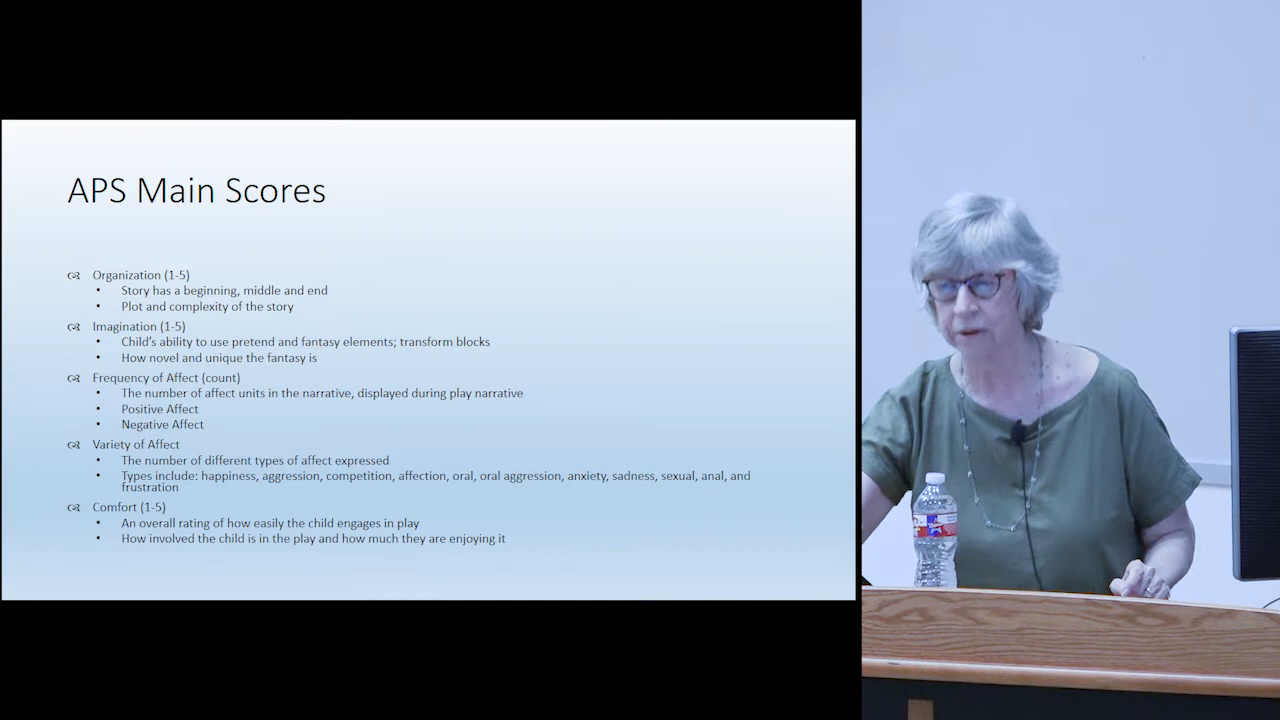 APS Main Scores
Organization (1-5)
• Story has a beginning, middle and end
• Plot and complexity of the story
Imagination (1-5)
• Child’s ability to use pretend and fantasy elements; transform blocks
• How novel and unique the fantasy is
Frequency of Affect (count)
• The number of affect units in the narrative, displayed during play narrative
• Positive Affect
• Negative Affect
Variety of Affect
• The number of different types of affect expressed
• Types include: happiness, aggression, competition, affection, oral, oral aggression, anxiety, sadness, sexual, anal, and
frustration
Comfort (1-5)
• An overall rating of how easily the child engages in play
• How involved the child is in the play and how much they are enjoying it